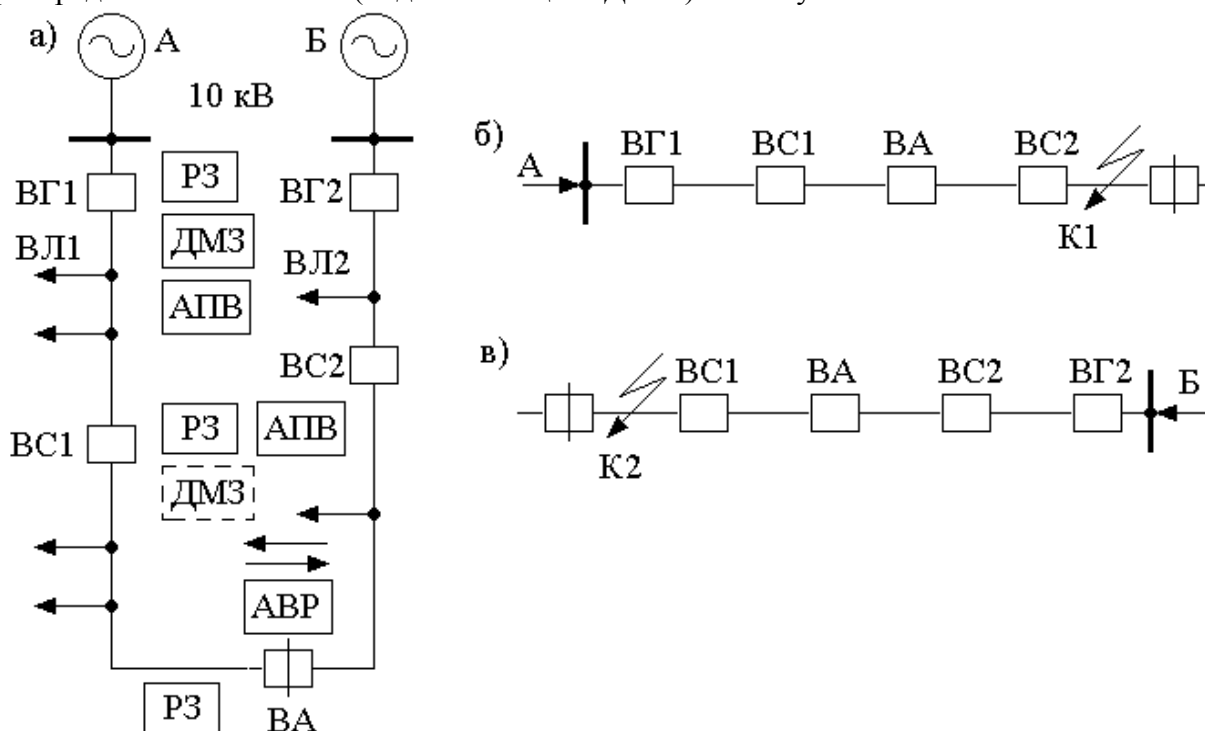 а) А Б
10 кВ
ВГ1 РЗ ВГ2
ДМЗ
ВЛ1 ВЛ2
АПВ
ВС2
ВС1 РЗ АПВ
ДМЗ
АВР
РЗ ВА
б)
А ВГ1 ВС1 ВА ВС2
К1
в)
ВС1 ВА ВС2 ВГ2 Б
К2